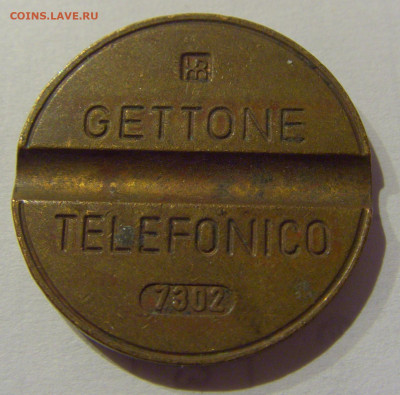 COINS.LAVE.RU
GETTONE
TELEFONICO
7302